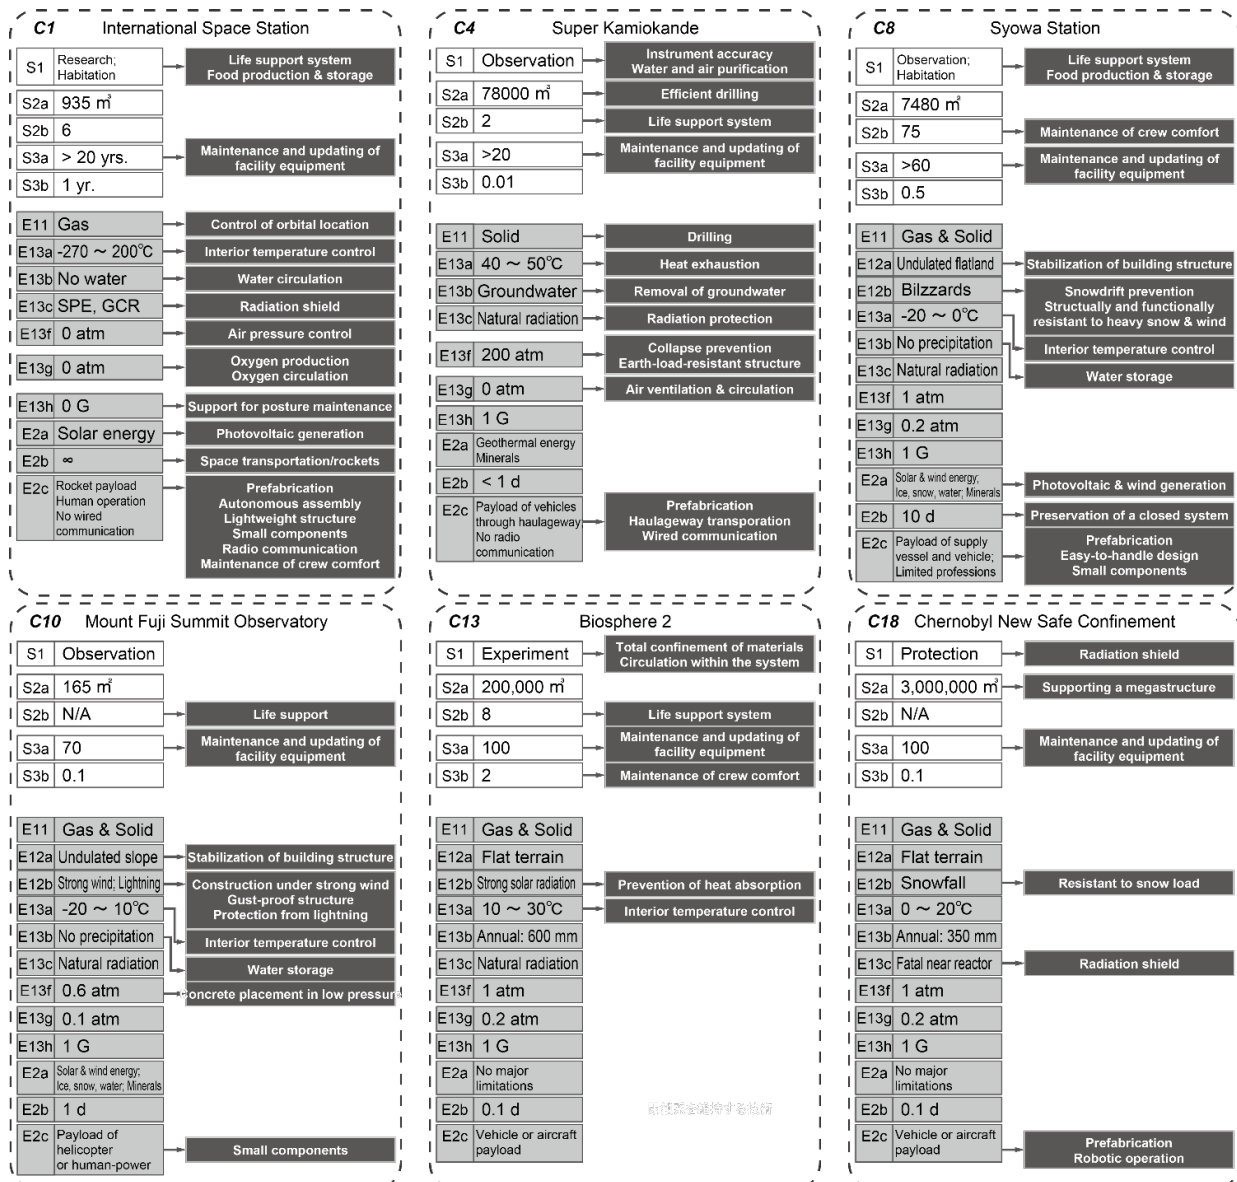 C1 International Space Station
S1 Research; Habitation
Life support system
Food production & storage
S2a 935 ㎥
S2b 6
S3a > 20 yrs.
Maintenance and updating of
facility equipment
S3b 1 yr.
E11 Gas
Control of orbital location
E13a -270 ～ 200℃
Interior temperature control
E13b No water
Water circulation
E13c SPE, GCR
Radiation shield
E13f 0 atm
Air pressure control
E13g 0 atm
Oxygen production
Oxygen circulation
E13h 0 G
Support for posture maintenance
E2a Solar energy
Photovoltaic generation
E2b ∞
Space transportation/rockets
E2c Rocket payload
Human operation
No wired
communication
Prefabrication
Autonomous assembly
Lightweight structure
Small components
Radio communication
Maintenance of crew comfort
C4 Super Kamiokande
S1 Observation
Instrument accuracy
Water and air purification
S2a 78000 ㎥
Efficient drilling
S2b 2
Life support system
S3a >20
Maintenance and updating of
facility equipment
S3b 0.01
E11 Solid
Drilling
E13a 40 ～ 50℃
Heat exhaustion
E13b Groundwater
Removal of groundwater
E13c Natural radiation
Radiation protection
E13f 200 atm
Collapse prevention
Earth-load-resistant structure
E13g 0 atm
Air ventilation & circulation
E13h 1 G
E2a Geothermal energy
Minerals
E2b < 1 d
E2c Payload of vehicles
through haulageway
No radio
communication
Prefabrication
Haulageway transporation
Wired communication
C8 Syowa Station
S1 Observation;
Habitation
Life support system
Food production & storage
S2a 7480 ㎡
S2b 75
Maintenance of crew comfort
S3a >60
Maintenance and updating of
facility equipment
S3b 0.5
E11 Gas & Solid
E12a Undulated flatland
Stabilization of building structure
E12b Bilzzards
Snowdrift prevention
Structually and functionally
resistant to heavy snow & wind
E13a -20 ～ 0℃
Interior temperature control
E13b No precipitation
Water storage
E13c Natural radiation
E13f 1 atm
E13g 0.2 atm
E13h 1 G
E2a Solar & wind energy;
Ice, snow, water; Minerals
Photovoltaic & wind generation
E2b 10 d
Preservation of a closed system
E2c Payload of supply
vessel and vehicle;
Limited professions
Prefabrication
Easy-to-handle design
Small components
C10 Mount Fuji Summit Observatory
S1 Observation
S2a 165 ㎡
S2b N/A
Life support
S3a 70
Maintenance and updating of
facility equipment
S3b 0.1
E11 Gas & Solid
E12a Undulated slope
Stabilization of building structure
E12b Strong wind; Lightning
Construction under strong wind
Gust-proof structure
Protection from lightning
E13a -20 ～ 10℃
Interior temperature control
E13b No precipitation
Water storage
E13c Natural radiation
E13f 0.6 atm
Concrete placement in low pressure
E13g 0.1 atm
E13h 1 G
E2a Solar & wind energy;
Ice, snow, water; Minerals
E2b 1 d
E2c Payload of
helicopter
or human-power
Small components
C13 Biosphere 2
S1 Experiment
Total confinement of materials
Circulation within the system
S2a 200,000 ㎥
S2b 8
Life support system
S3a 100
Maintenance and updating of
facility equipment
S3b 2
Maintenance of crew comfort
E11 Gas & Solid
E12a Flat terrain
E12b Strong solar radiation
Prevention of heat absorption
E13a 10 ～ 30℃
Interior temperature control
E13b Annual: 600 mm
E13c Natural radiation
E13f 1 atm
E13g 0.2 atm
E13h 1 G
E2a No major
limitations
E2b 0.1 d
E2c Vehicle or aircraft
payload
C18 Chernobyl New Safe Confinement
S1 Protection
Radiation shield
S2a 3,000,000 ㎥
Supporting a megastructure
S2b N/A
S3a 100
Maintenance and updating of
facility equipment
S3b 0.1
E11 Gas & Solid
E12a Flat terrain
E12b Snowfall
Resistant to snow load
E13a 0 ～ 20℃
E13b Annual: 350 mm
E13c Fatal near reactor
Radiation shield
E13f 1 atm
E13g 0.2 atm
E13h 1 G
E2a No major
limitations
E2b 0.1 d
E2c Vehicle or aircraft
payload
Prefabrication
Robotic operation